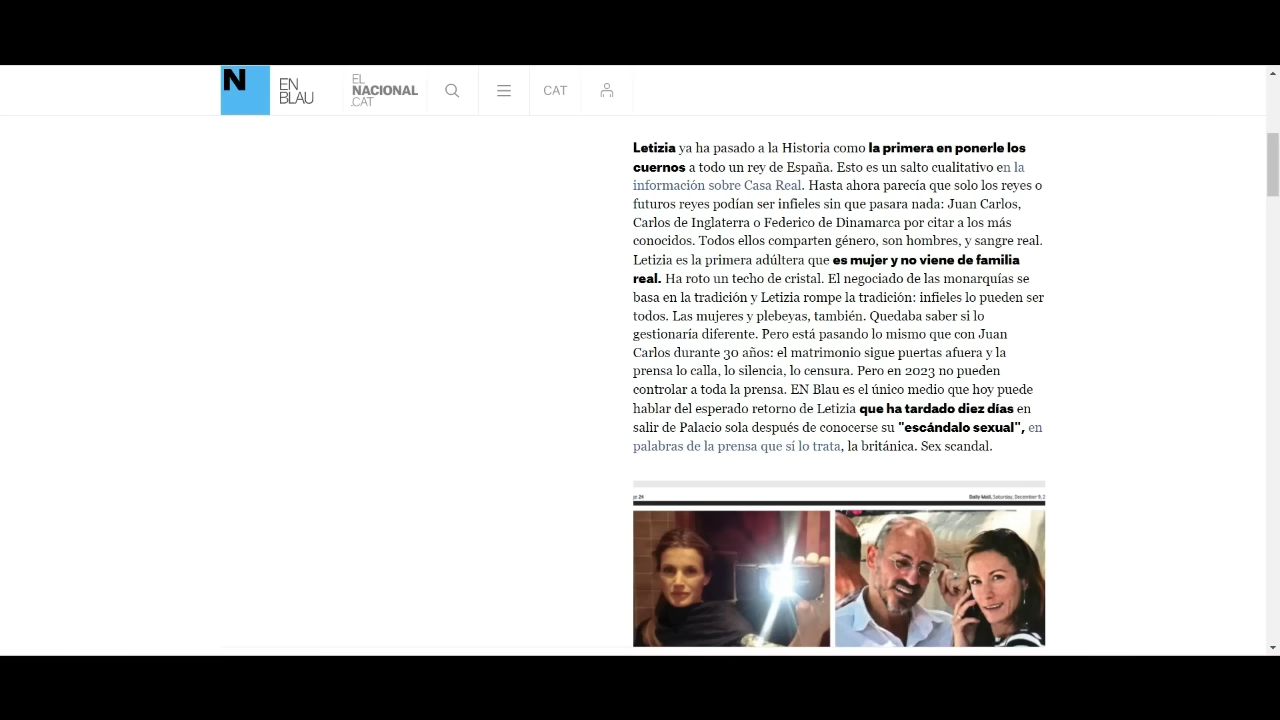 N
EN
BLAU
EL
NACIONAL
.CAT
CAT
Letizia ya ha pasado a la Historia como la primera en ponerle los
cuernos a todo un rey de España. Esto es un salto cualitativo en la
información sobre Casa Real. Hasta ahora parecía que solo los reyes o
futuros reyes podían ser infieles sin que pasara nada: Juan Carlos,
Carlos de Inglaterra o Federico de Dinamarca por citar a los más
conocidos. Todos ellos comparten género, son hombres, y sangre real.
Letizia es la primera adúltera que es mujer y no viene de familia
real. Ha roto un techo de cristal. El negociado de las monarquías se
basa en la tradición y Letizia rompe la tradición: infieles lo pueden ser
todos. Las mujeres y plebeyas, también. Quedaba saber si lo
gestionaría diferente. Pero está pasando lo mismo que con Juan
Carlos durante 30 años: el matrimonio sigue puertas afuera y la
prensa lo calla, lo silencia, lo censura. Pero en 2023 no pueden
controlar a toda la prensa. EN Blau es el único medio que hoy puede
hablar del esperado retorno de Letizia que ha tardado diez días en
salir de Palacio sola después de conocerse su "escándalo sexual", en
palabras de la prensa que sí lo trata, la británica. Sex scandal.
24 Daily Mail, Saturday, December 9, 2